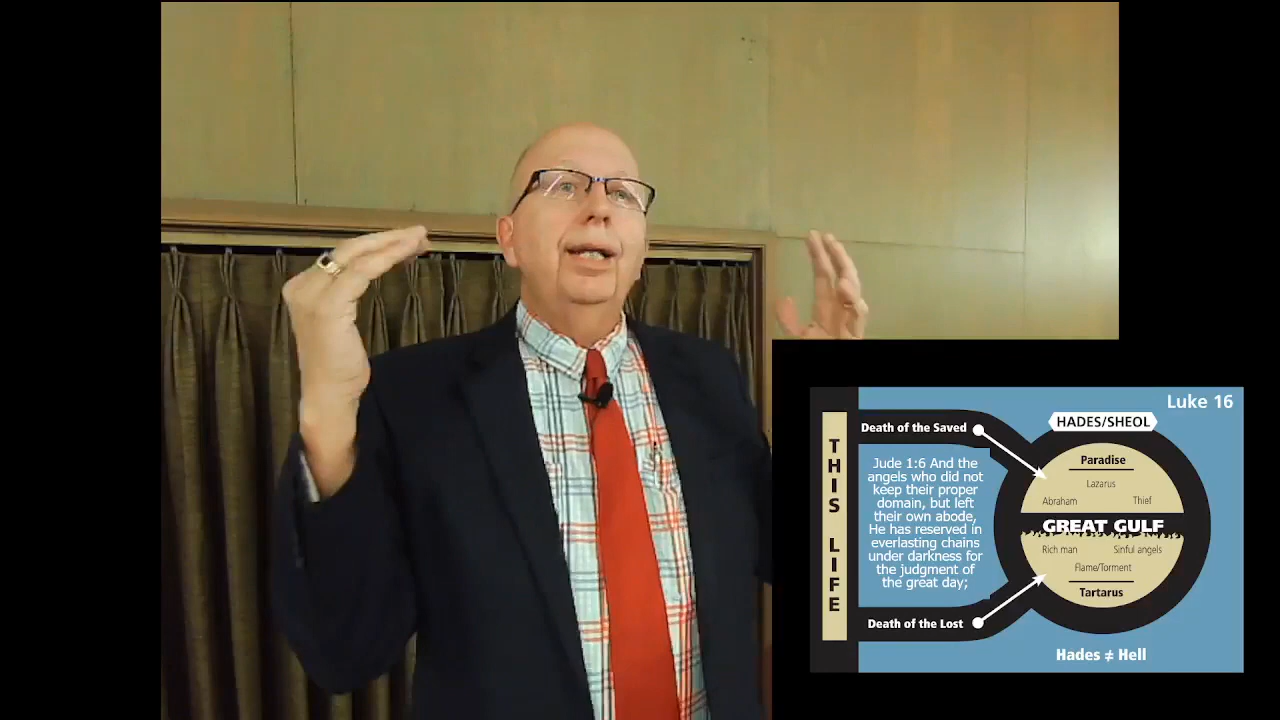 Luke 16
HADES/SHEOL
THIS LIFE
Death of the Saved
Jude 1:6 And the
angels who did not
keep their proper
domain, but left
their own abode,
He has reserved in
everlasting chains
under darkness for
the judgment of
the great day;
Death of the Lost
Paradise
Lazarus
Abraham Thief
GREAT GULF
Rich man Sinful angels
Flame/Torment
Tartarus
Hades ≠ Hell